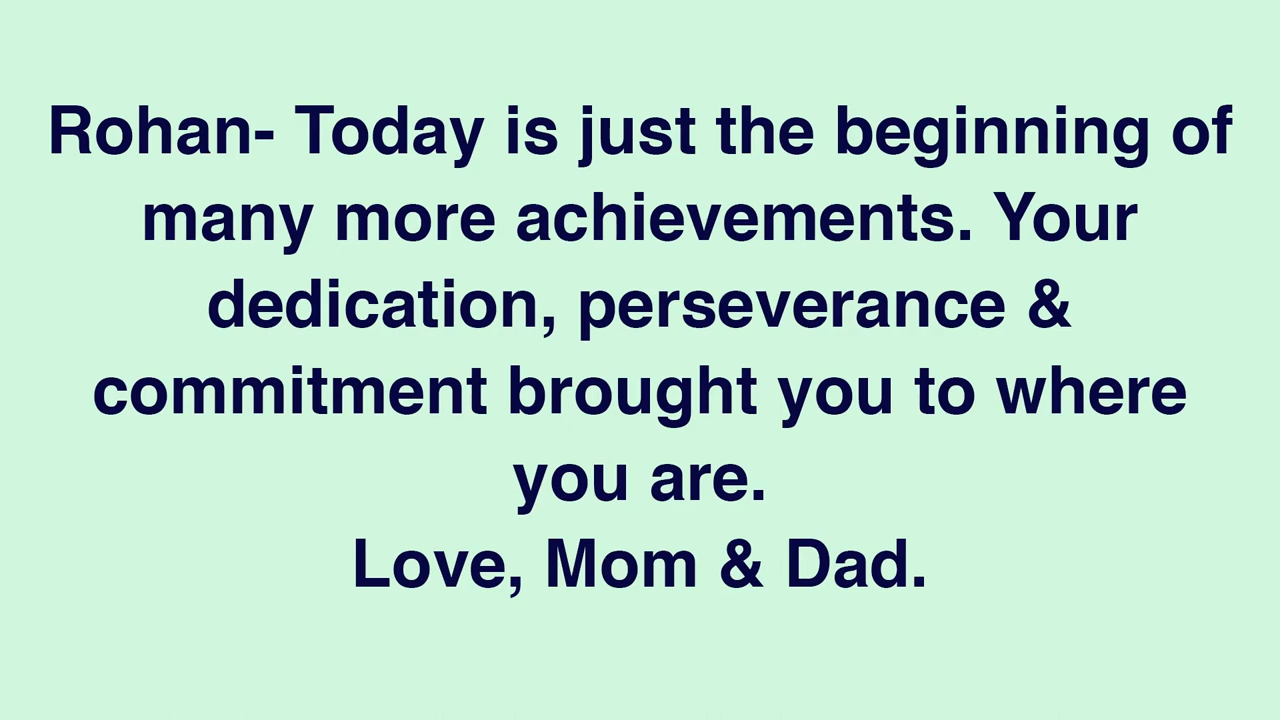 Rohan- Today is just the beginning of
many more achievements. Your
dedication, perseverance &
commitment brought you to where
you are.
Love, Mom & Dad.